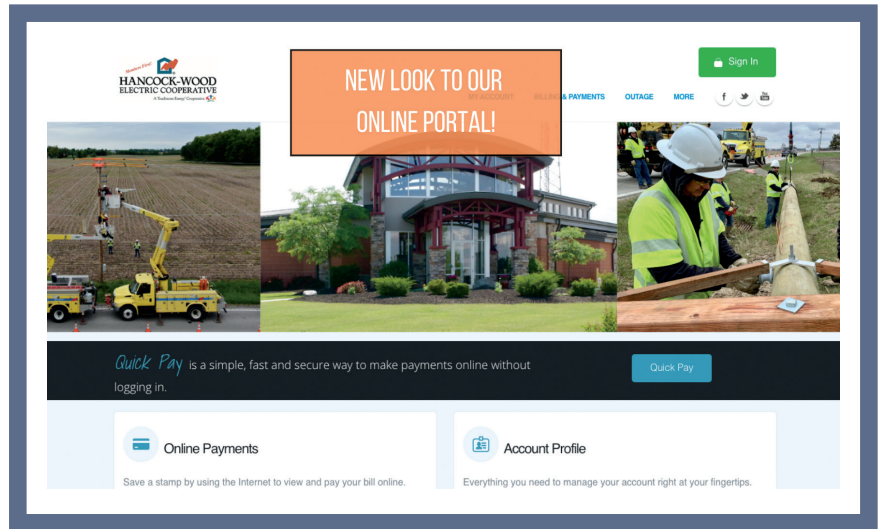 Members First!
HANCOCK-WOOD
ELECTRIC COOPERATIVE
A Touchstone Energy® Cooperative
NEW LOOK TO OUR
ONLINE PORTAL!
Sign In
MY ACCOUNT BILLING & PAYMENTS OUTAGE MORE
Quick Pay is a simple, fast and secure way to make payments online without
logging in.
Quick Pay
Online Payments
Save a stamp by using the Internet to view and pay your bill online.
Account Profile
Everything you need to manage your account right at your fingertips.